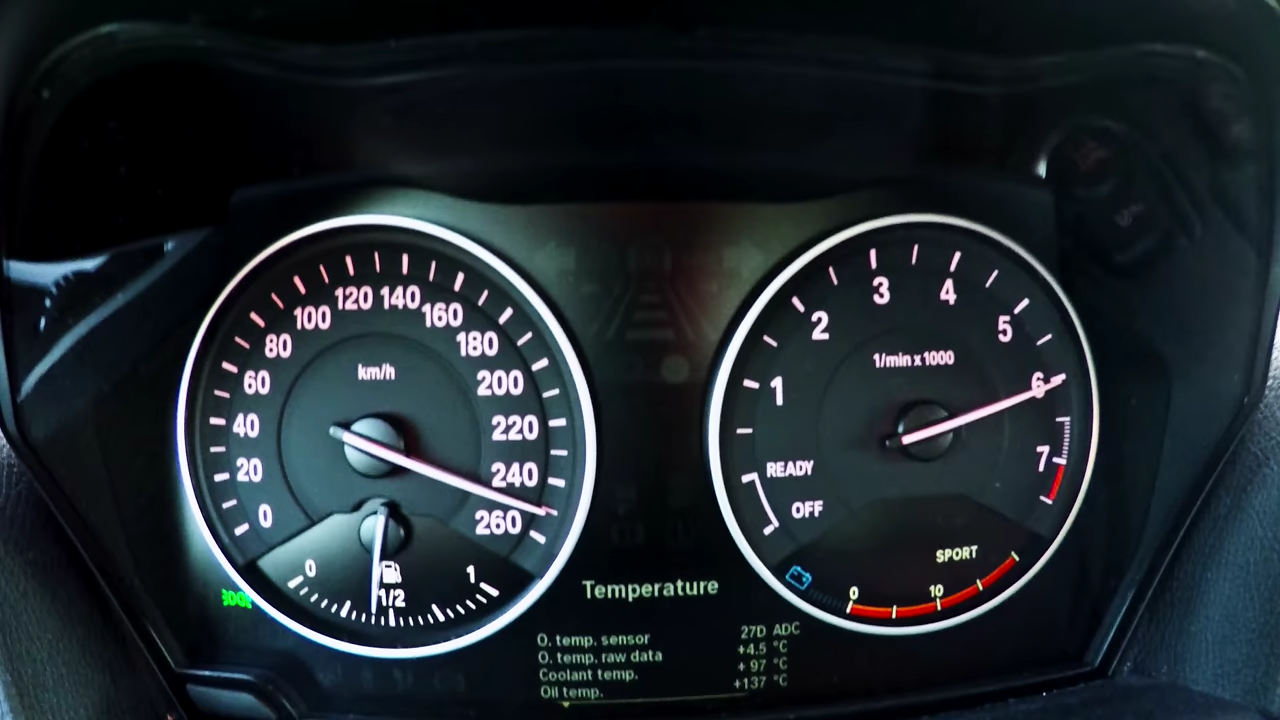 120 140
100 160
80 180
km/h
60 200
40 220
20 240
0 260
0 1
1/2
3 4
2 5
1/min x 1000
1 6
7
READY
OFF
SPORT
0 10
Temperature
O. temp. sensor 27D ADC
O. temp. raw data +4.5 °C
Coolant temp. + 97 °C
Oil temp. +137 °C